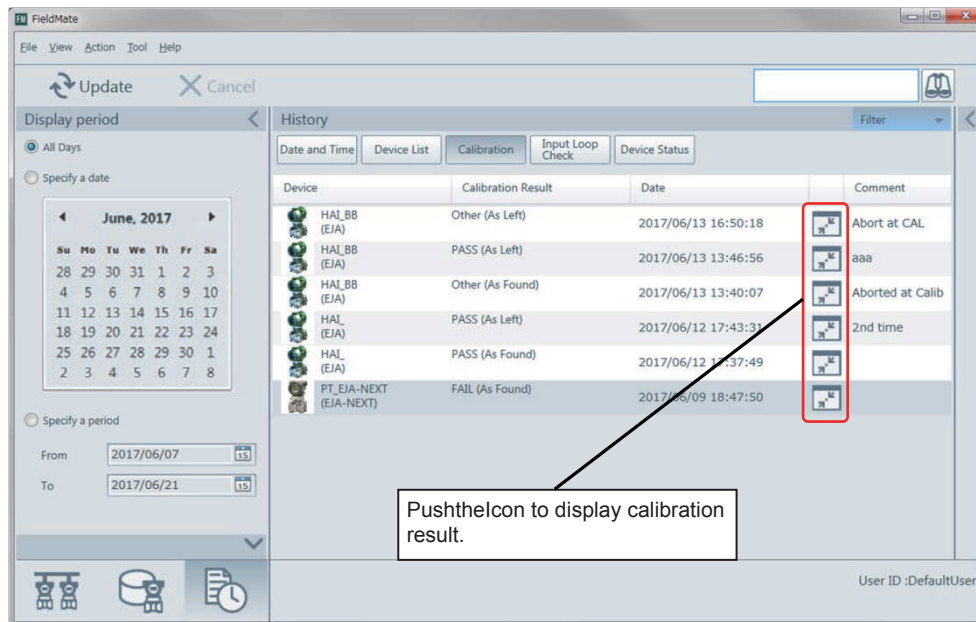 FM FieldMate
File View Action Tool Help
Update Cancel
Display period
All Days
Specify a date
June, 2017
Su Mo Tu We Th Fr Sa
28 29 30 31 1 2 3
4 5 6 7 8 9 10
11 12 13 14 15 16 17
18 19 20 21 22 23 24
25 26 27 28 29 30 1
2 3 4 5 6 7 8
Specify a period
From 2017/06/07 15
To 2017/06/21 15
History Filter
Date and Time Device List Calibration Input Loop Check Device Status
Device Calibration Result Date Comment
HAI_BB Other (As Left) 2017/06/13 16:50:18 Abort at CAL
(EJA)
HAI_BB PASS (As Left) 2017/06/13 13:46:56 aaa
(EJA)
HAI_BB Other (As Found) 2017/06/13 13:40:07 Aborted at Calib
(EJA)
HAI_ PASS (As Left) 2017/06/12 17:43:31 2nd time
(EJA)
HAI_ PASS (As Found) 2017/06/12 17:37:49
(EJA)
PT_EJA-NEXT FAIL (As Found) 2017/06/09 18:47:50
(EJA-NEXT)
PushtheIcon to display calibration
result.
User ID :DefaultUser